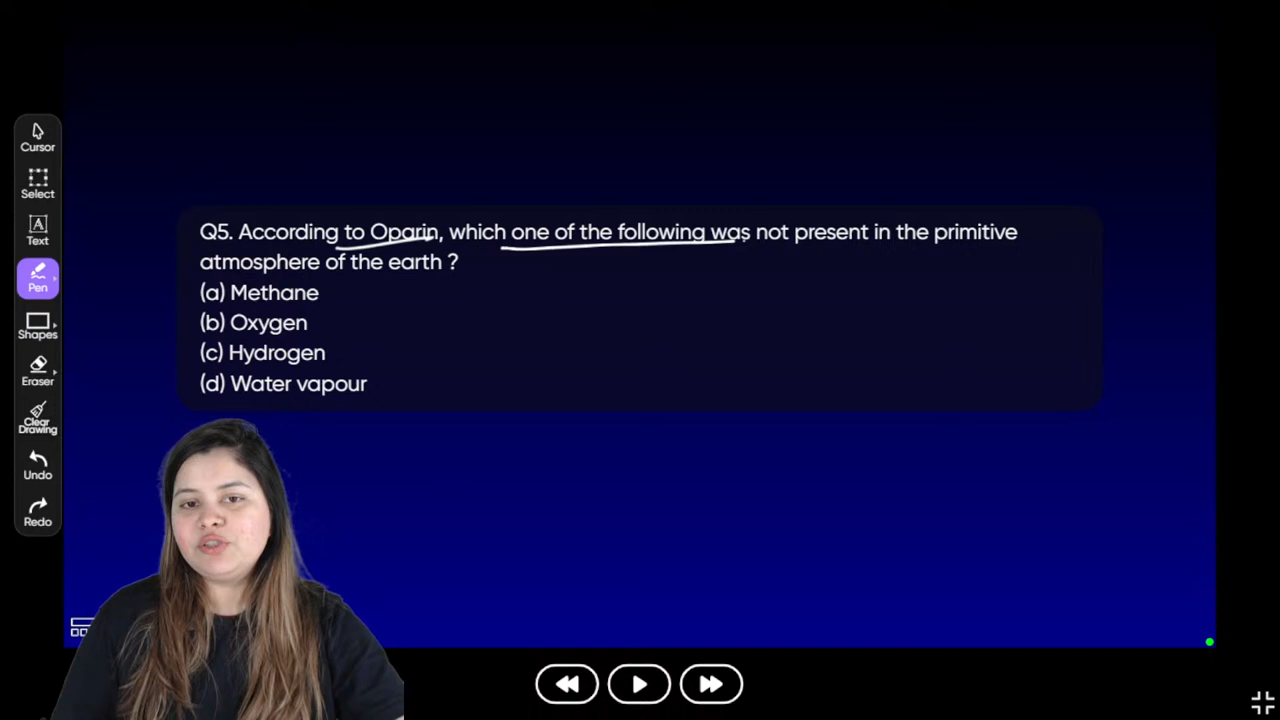 Cursor
Select
Text
Pen
Shapes
Eraser
Clear
Drawing
Undo
Redo
Q5. According to Oparin, which one of the following was not present in the primitive
atmosphere of the earth ?
(a) Methane
(b) Oxygen
(c) Hydrogen
(d) Water vapour